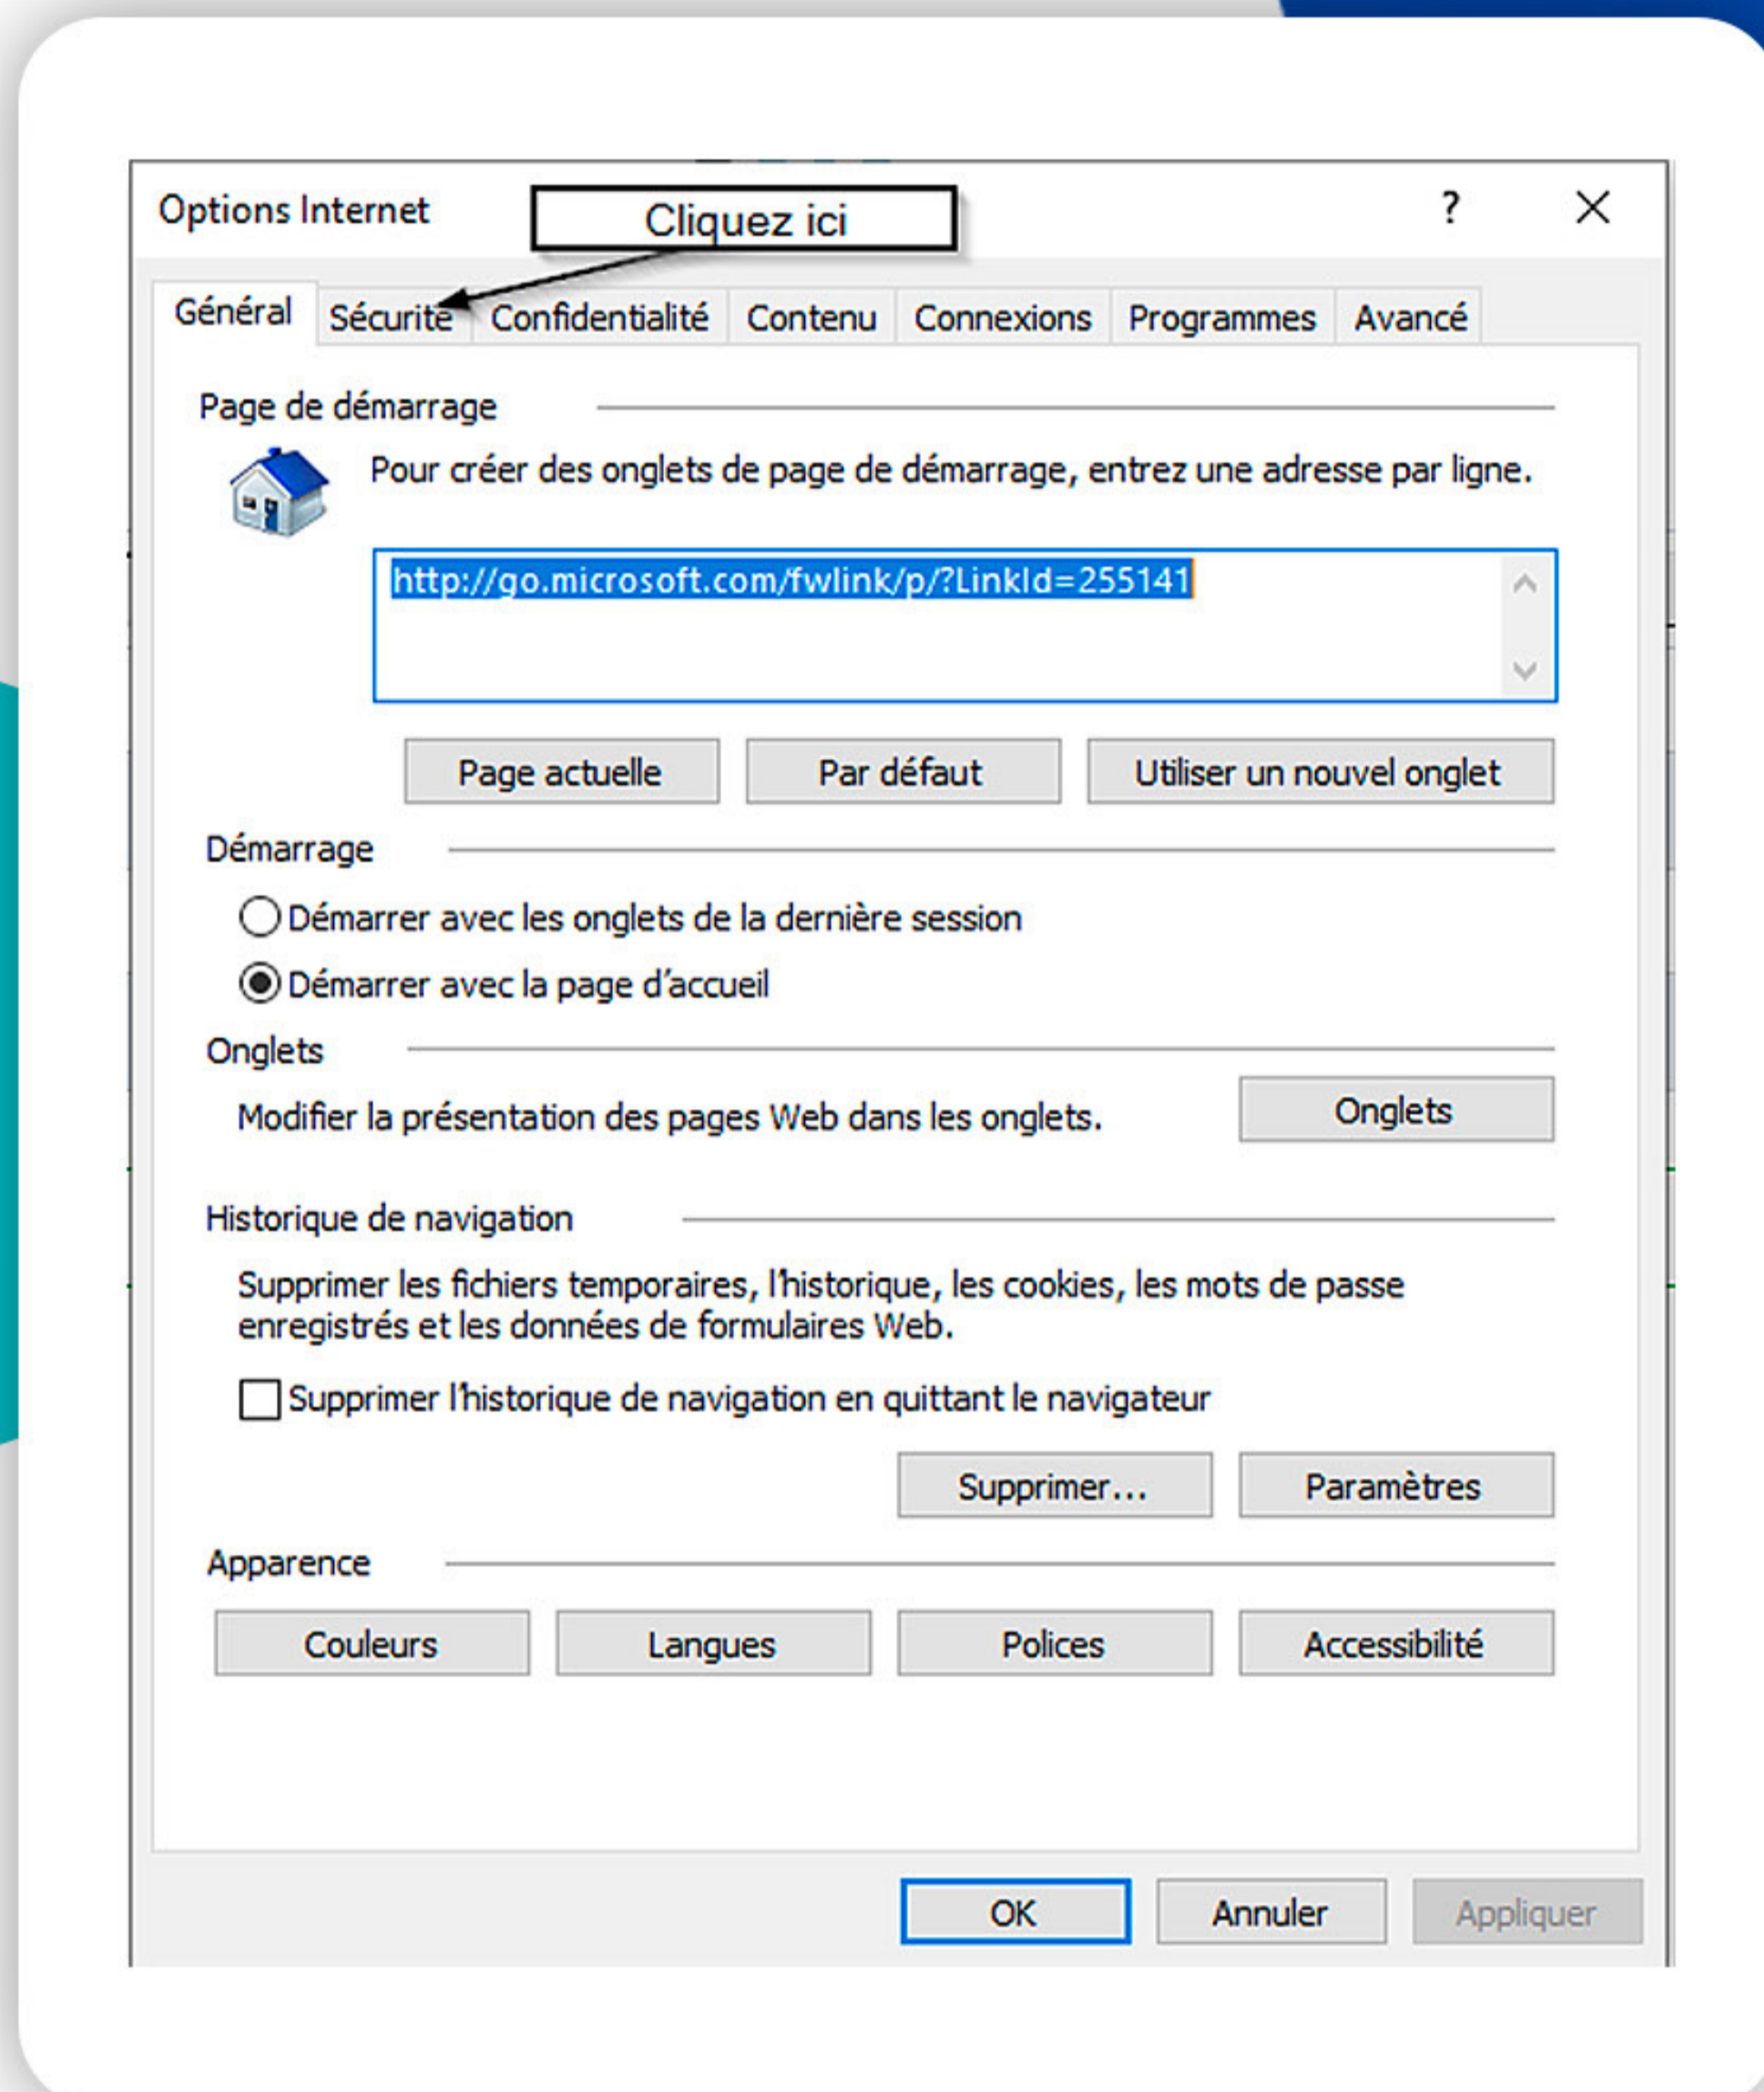 Options Internet
Cliquez ici
?
Général Sécurité Confidentialité Contenu Connexions Programmes Avancé
Page de démarrage
Pour créer des onglets de page de démarrage, entrez une adresse par ligne.
http://go.microsoft.com/fwlink/p/?LinkId=255141
Page actuelle Par défaut Utiliser un nouvel onglet
Démarrage
Démarrer avec les onglets de la dernière session
Démarrer avec la page d'accueil
Onglets
Modifier la présentation des pages Web dans les onglets. Onglets
Historique de navigation
Supprimer les fichiers temporaires, l'historique, les cookies, les mots de passe
enregistrés et les données de formulaires Web.
Supprimer l'historique de navigation en quittant le navigateur
Supprimer... Paramètres
Apparence
Couleurs Langues Polices Accessibilité
OK Annuler Appliquer